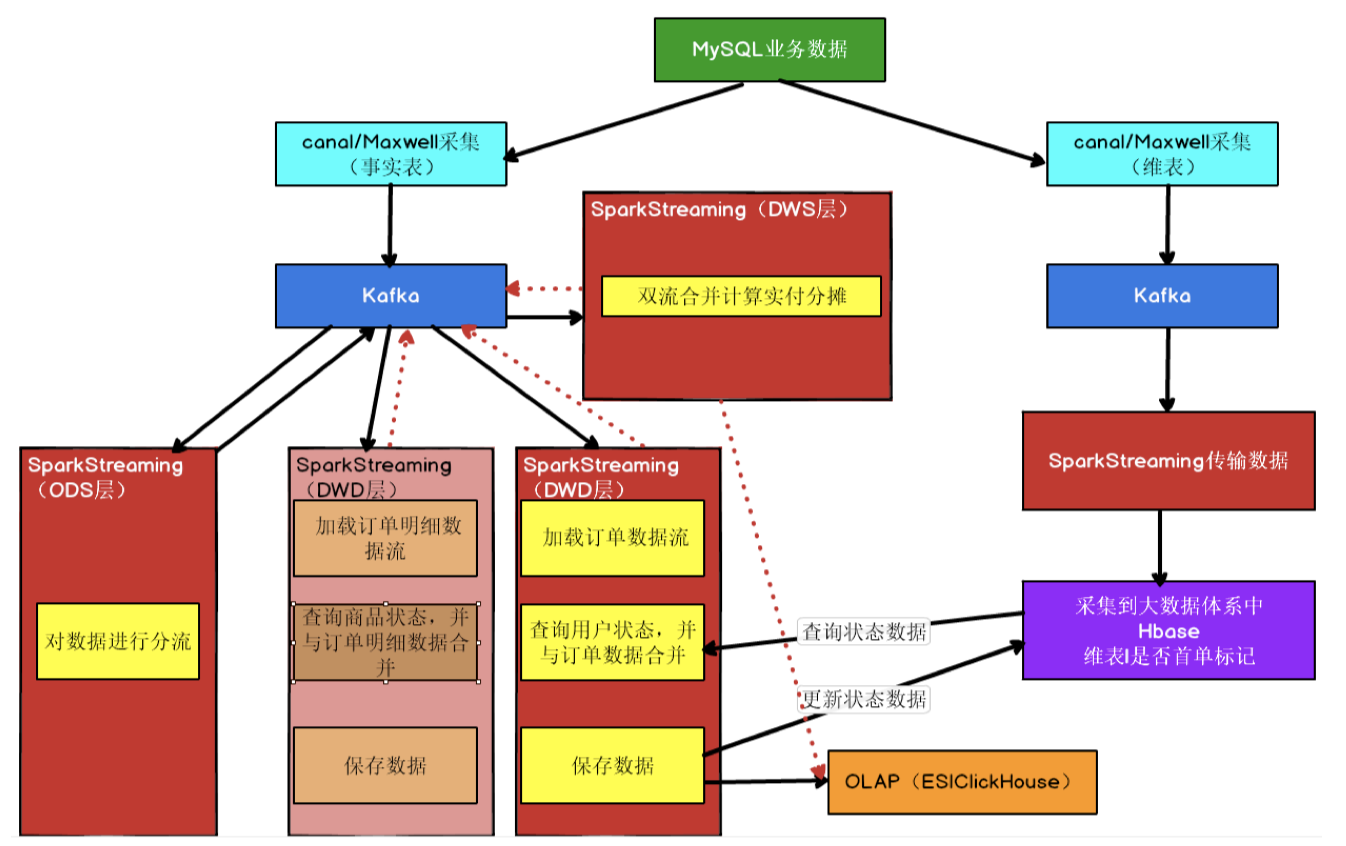 MySQL业务数据
canal/Maxwell采集
（事实表）
canal/Maxwell采集
（维表）
SparkStreaming（DWS层）
双流合并计算实付分摊
Kafka
Kafka
SparkStreaming
（ODS层）
对数据进行分流
SparkStreaming
（DWD层）
加载订单明细数
据流
查询商品状态，并
与订单明细数据合
并
保存数据
SparkStreaming
（DWD层）
加载订单数据流
查询用户状态，并
与订单数据合并
保存数据
SparkStreaming传输数据
采集到大数据体系中
Hbase
维表|是否首单标记
查询状态数据
更新状态数据
OLAP（ES|ClickHouse）